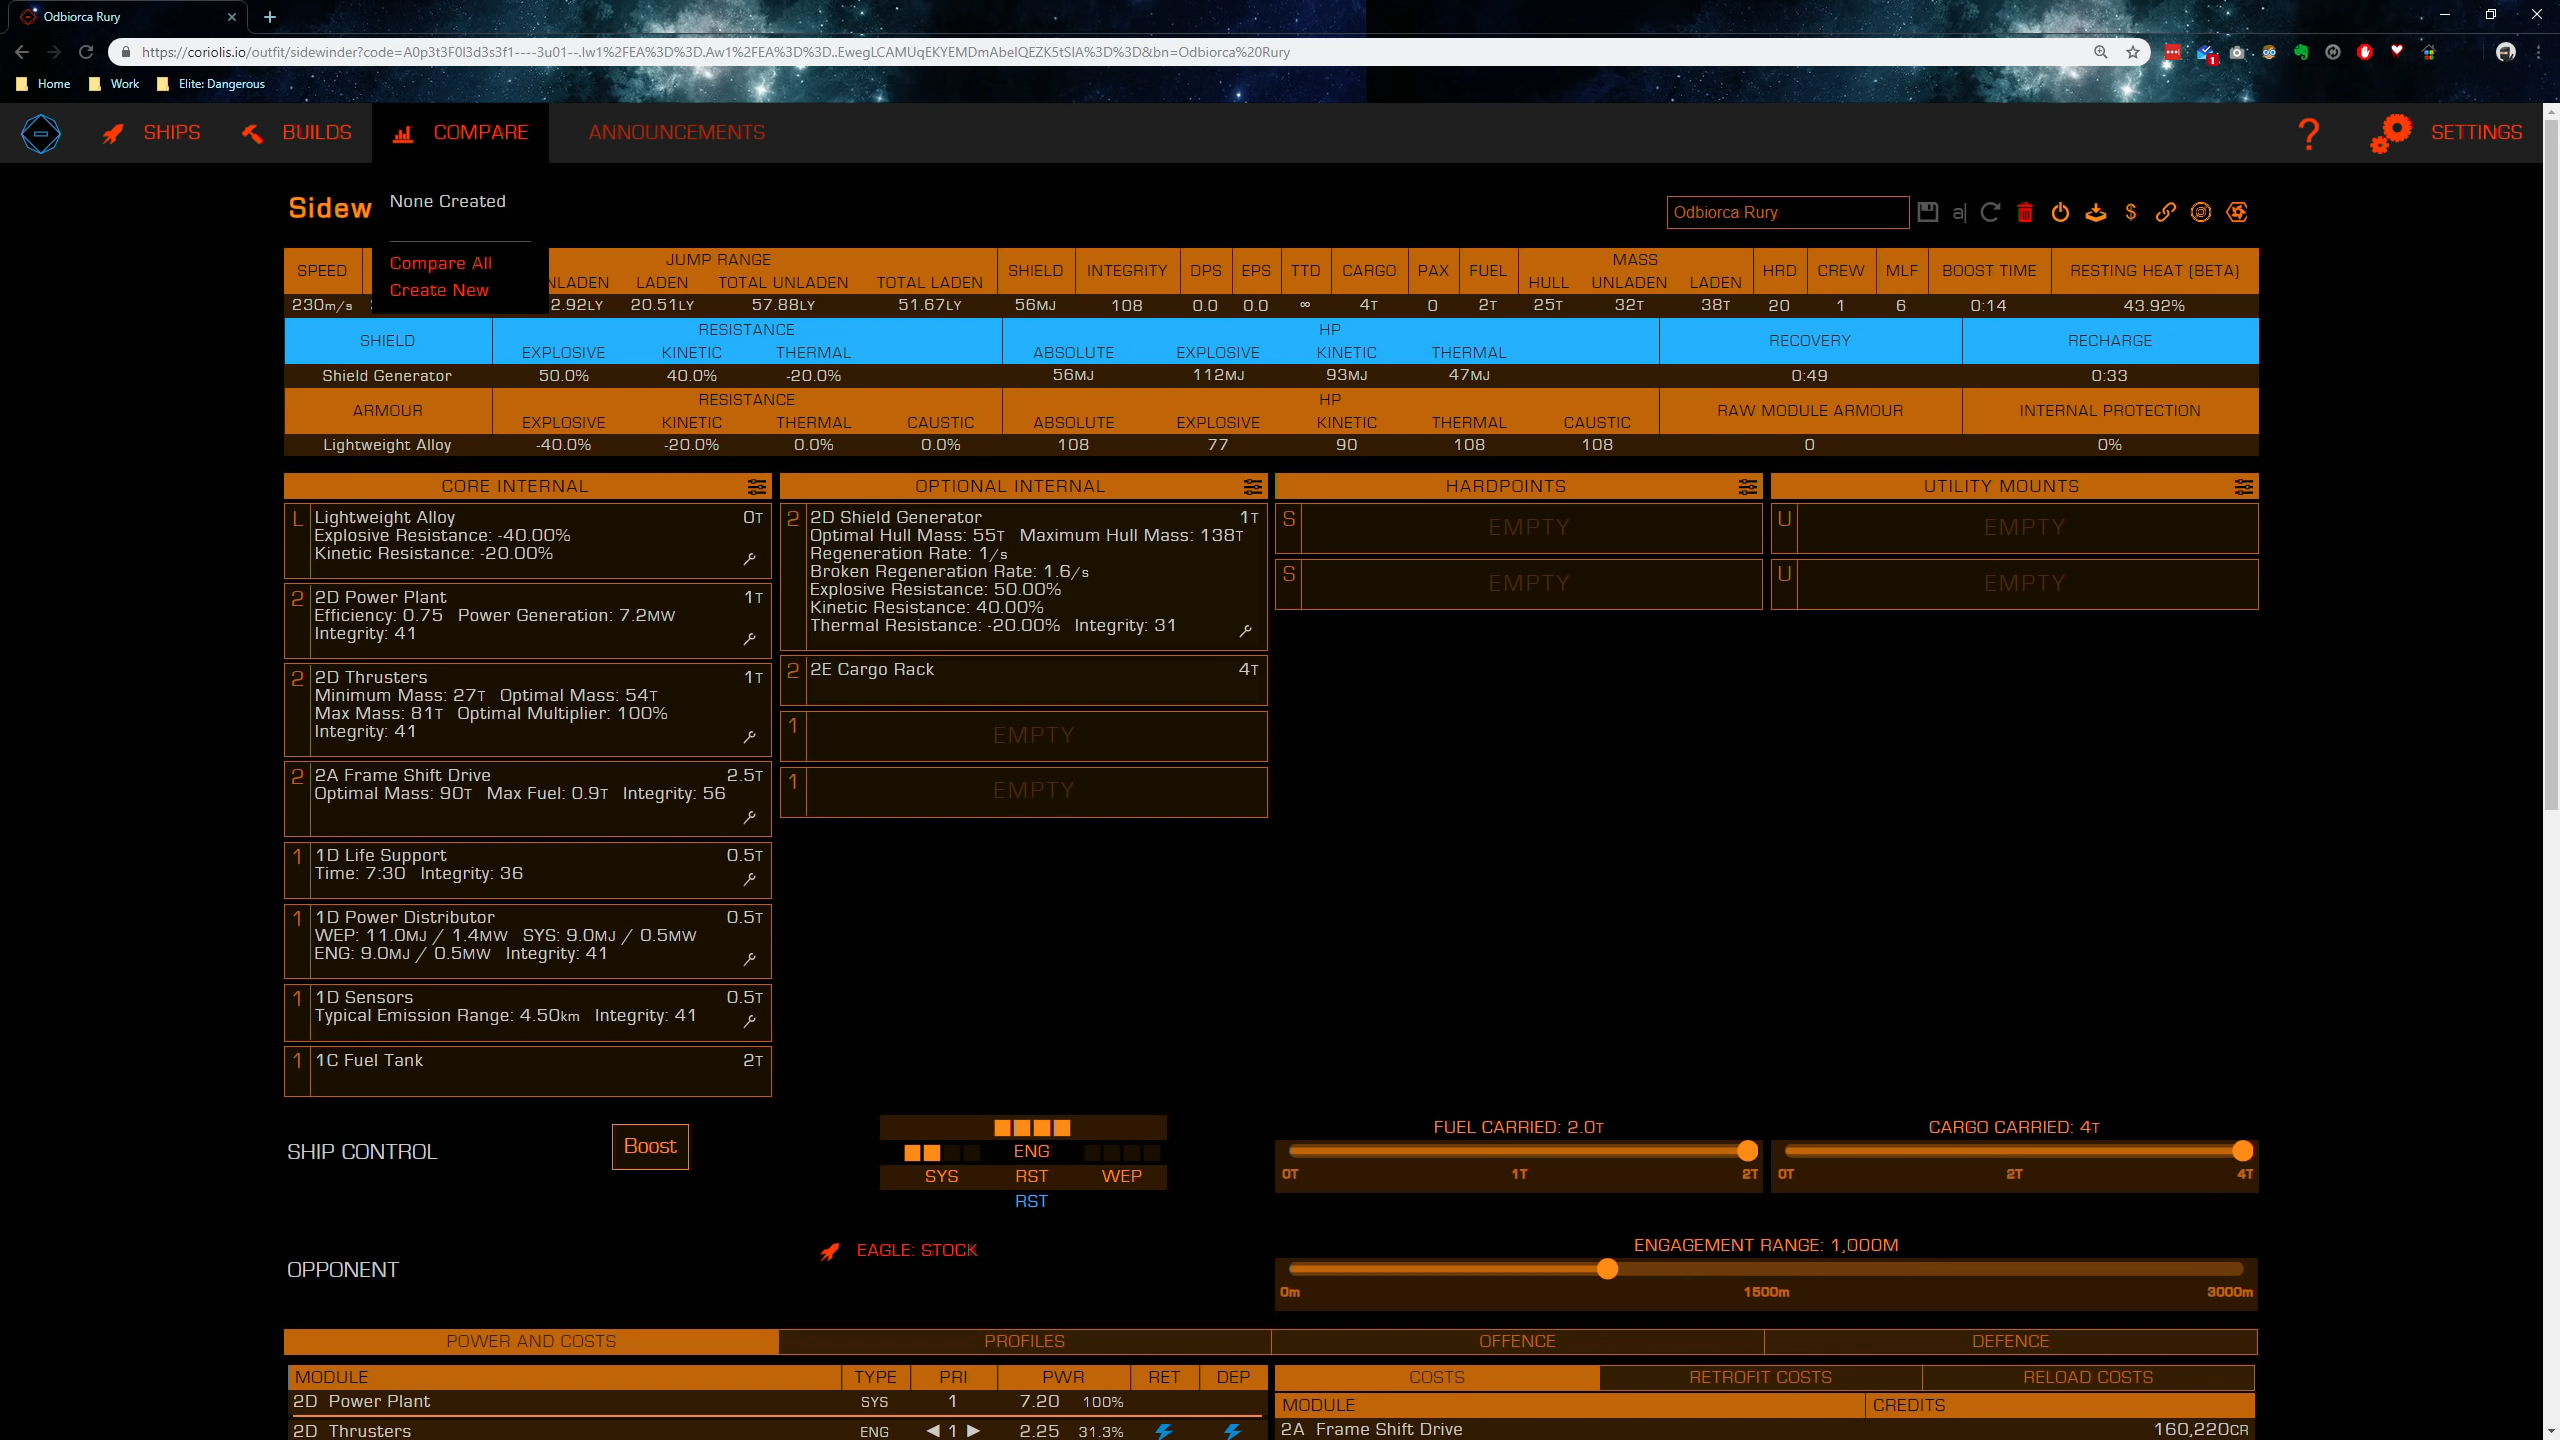 Odbiorca Rury
https://coriolis.io/outfit/sidewinder?code=A0p3t3F0l3d3s3f1----3u01--.Iw1%2FEA%3D%3D.Aw1%2FEA%3D%3D..EwegLCAMUqEKYEMDmAbeIQEZK5tSIA%3D%3D&bn=Odbiorca%20Rury
1
Home Work Elite: Dangerous
SHIPS BUILDS COMPARE ANNOUNCEMENTS ? SETTINGS
Sidew
None Created
Compare All
Create New
Odbiorca Rury
a| $
SPEED JUMP RANGE SHIELD INTEGRITY DPS EPS TTD CARGO PAX FUEL MASS HRD CREW MLF BOOST TIME RESTING HEAT (BETA)
NLADEN LADEN TOTAL UNLADEN TOTAL LADEN HULL UNLADEN LADEN
230m/s 2.92LY 20.51LY 57.88LY 51.67LY 56MJ 108 0.0 0.0 ∞ 4T 0 2T 25T 32T 38T 20 1 6 0:14 43.92%
SHIELD RESISTANCE HP RECOVERY RECHARGE
EXPLOSIVE KINETIC THERMAL ABSOLUTE EXPLOSIVE KINETIC THERMAL
Shield Generator 50.0% 40.0% -20.0% 56MJ 112MJ 93MJ 47MJ 0:49 0:33
ARMOUR RESISTANCE HP RAW MODULE ARMOUR INTERNAL PROTECTION
EXPLOSIVE KINETIC THERMAL CAUSTIC ABSOLUTE EXPLOSIVE KINETIC THERMAL CAUSTIC
Lightweight Alloy -40.0% -20.0% 0.0% 0.0% 108 77 90 108 108 0 0%
CORE INTERNAL
L Lightweight Alloy 0T
Explosive Resistance: -40.00%
Kinetic Resistance: -20.00%
2 2D Power Plant 1T
Efficiency: 0.75 Power Generation: 7.2MW
Integrity: 41
2 2D Thrusters 1T
Minimum Mass: 27T Optimal Mass: 54T
Max Mass: 81T Optimal Multiplier: 100%
Integrity: 41
2 2A Frame Shift Drive 2.5T
Optimal Mass: 90T Max Fuel: 0.9T Integrity: 56
1 1D Life Support 0.5T
Time: 7:30 Integrity: 36
1 1D Power Distributor 0.5T
WEP: 11.0MJ / 1.4MW SYS: 9.0MJ / 0.5MW
ENG: 9.0MJ / 0.5MW Integrity: 41
1 1D Sensors 0.5T
Typical Emission Range: 4.50km Integrity: 41
1 1C Fuel Tank 2T
OPTIONAL INTERNAL
2 2D Shield Generator 1T
Optimal Hull Mass: 55T Maximum Hull Mass: 138T
Regeneration Rate: 1/s
Broken Regeneration Rate: 1.6/s
Explosive Resistance: 50.00%
Kinetic Resistance: 40.00%
Thermal Resistance: -20.00% Integrity: 31
2 2E Cargo Rack 4T
1 EMPTY
1 EMPTY
HARDPOINTS
S EMPTY
S EMPTY
UTILITY MOUNTS
U EMPTY
U EMPTY
SHIP CONTROL
Boost
ENG
SYS RST WEP
RST
FUEL CARRIED: 2.0T
0T 1T 2T
CARGO CARRIED: 4T
0T 2T 4T
OPPONENT
EAGLE: STOCK
ENGAGEMENT RANGE: 1,000M
0m 1500m 3000m
POWER AND COSTS PROFILES OFFENCE DEFENCE
MODULE TYPE PRI PWR RET DEP
2D Power Plant SYS 1 7.20 100%
2D Thrusters ENG ◀ 1 ▶ 2.25 31.3%
COSTS RETROFIT COSTS RELOAD COSTS
MODULE CREDITS
2A Frame Shift Drive 160,220CR